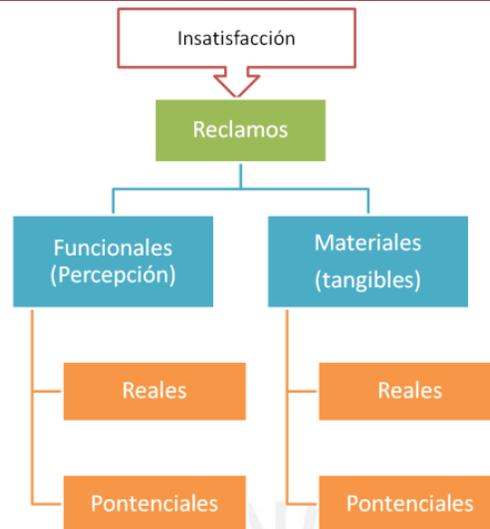 Insatisfacción
Reclamos
Funcionales
(Percepción)
Materiales
(tangibles)
Reales
Reales
Pontenciales
Pontenciales